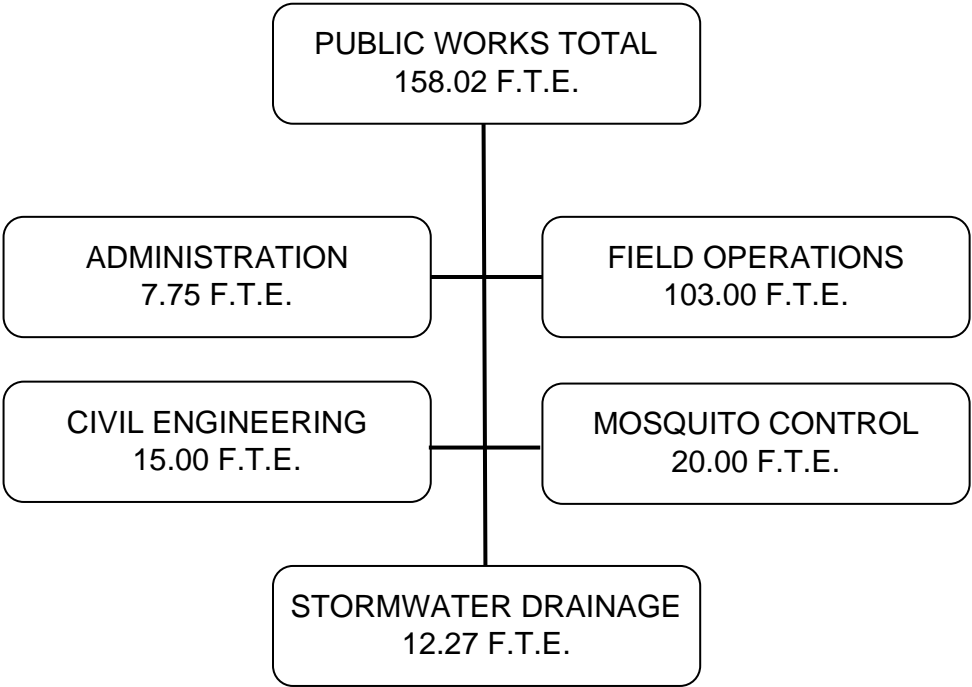 PUBLIC WORKS TOTAL
158.02 F.T.E.
ADMINISTRATION
7.75 F.T.E.
FIELD OPERATIONS
103.00 F.T.E.
CIVIL ENGINEERING
15.00 F.T.E.
MOSQUITO CONTROL
20.00 F.T.E.
STORMWATER DRAINAGE
12.27 F.T.E.